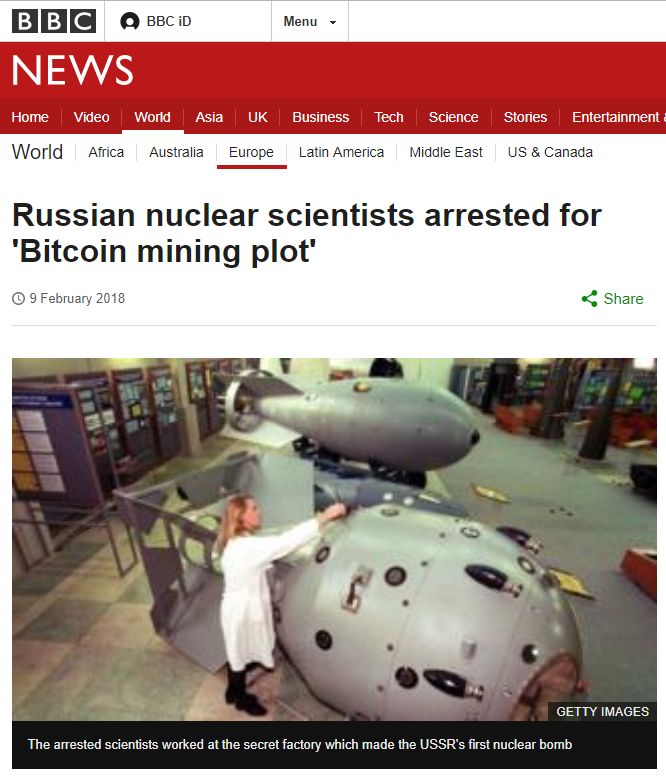 BBC BBC iD Menu
NEWS
Home Video World Asia UK Business Tech Science Stories Entertainment &
World Africa Australia Europe Latin America Middle East US & Canada
Russian nuclear scientists arrested for
'Bitcoin mining plot'
9 February 2018 Share
GETTY IMAGES
The arrested scientists worked at the secret factory which made the USSR's first nuclear bomb